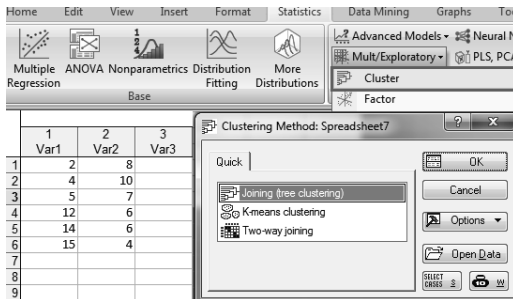 Home Edit View Insert Format Statistics Data Mining Graphs
Multiple Regression
ANOVA
Nonparametrics
Distribution Fitting
More Distributions
Base
Advanced Models Neural
Mult/Exploratory PLS,
Cluster
Factor
1 2 3
Var1 Var2 Var3
1 2 8
2 4 10
3 5 7
4 12 6
5 14 6
6 15 4
7
8
9
Clustering Method: Spreadsheet7 ? x
Quick
Joining (tree clustering)
K-means clustering
Two-way joining
OK
Cancel
Options
Open Data
SELECT CASES S W